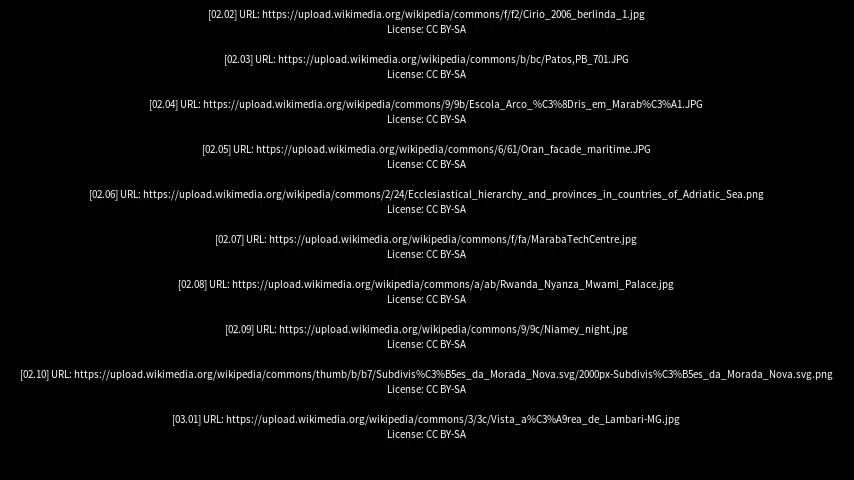 [02.02] URL: https://upload.wikimedia.org/wikipedia/commons/f/f2/Cirio_2006_berlinda_1.jpg
License: CC BY-SA
[02.03] URL: https://upload.wikimedia.org/wikipedia/commons/b/bc/Patos,PB_701.JPG
License: CC BY-SA
[02.04] URL: https://upload.wikimedia.org/wikipedia/commons/9/9b/Escola_Arco_%C3%8Dris_em_Marab%C3%A1.JPG
License: CC BY-SA
[02.05] URL: https://upload.wikimedia.org/wikipedia/commons/6/61/Oran_facade_maritime.JPG
License: CC BY-SA
[02.06] URL: https://upload.wikimedia.org/wikipedia/commons/2/24/Ecclesiastical_hierarchy_and_provinces_in_countries_of_Adriatic_Sea.png
License: CC BY-SA
[02.07] URL: https://upload.wikimedia.org/wikipedia/commons/f/fa/MarabaTechCentre.jpg
License: CC BY-SA
[02.08] URL: https://upload.wikimedia.org/wikipedia/commons/a/ab/Rwanda_Nyanza_Mwami_Palace.jpg
License: CC BY-SA
[02.09] URL: https://upload.wikimedia.org/wikipedia/commons/9/9c/Niamey_night.jpg
License: CC BY-SA
[02.10] URL: https://upload.wikimedia.org/wikipedia/commons/thumb/b/b7/Subdivis%C3%B5es_da_Morada_Nova.svg/2000px-Subdivis%C3%B5es_da_Morada_Nova.svg.png
License: CC BY-SA
[03.01] URL: https://upload.wikimedia.org/wikipedia/commons/3/3c/Vista_a%C3%A9rea_de_Lambari-MG.jpg
License: CC BY-SA